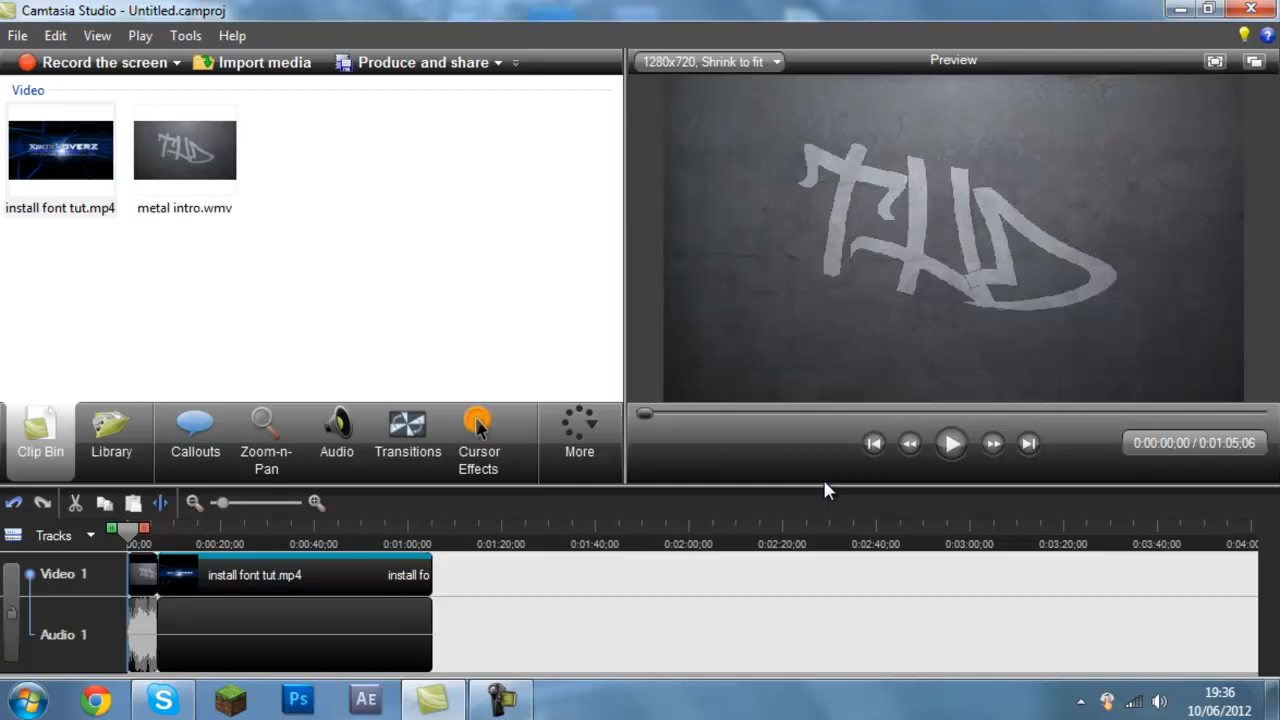 Camtasia Studio - Untitled.camproj
File Edit View Play Tools Help
Record the screen Import media Produce and share
1280x720, Shrink to fit Preview
Video
install font tut.mp4 metal intro.wmv
Clip Bin Library Callouts Zoom-n-Pan Audio Transitions Cursor Effects More
0:00:00;00 / 0:01:05;06
Tracks
00;00 0:00:20;00 0:00:40;00 0:01:00;00 0:01:20;00 0:01:40;00 0:02:00;00 0:02:20;00 0:02:40;00 0:03:00;00 0:03:20;00 0:03:40;00 0:04:0
Video 1 install font tut.mp4 install fo
Audio 1
Ps AE
19:36
10/06/2012